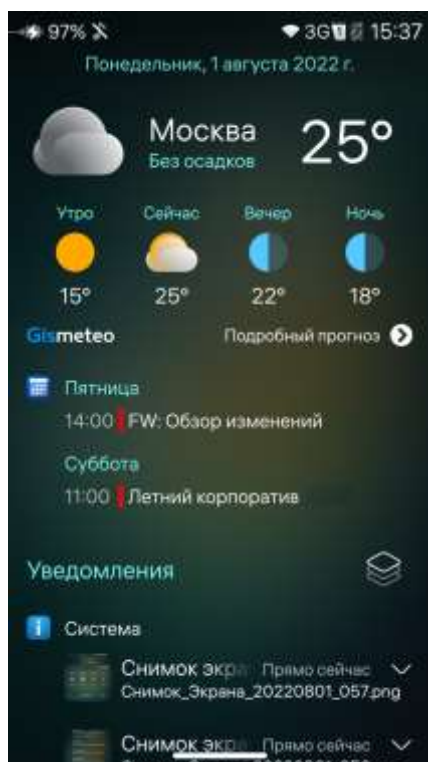 97% 3G 15:37
Понедельник, 1 августа 2022 г.
Москва 25°
Без осадков
Утро Сейчас Вечер Ночь
15° 25° 22° 18°
Gismeteo Подробный прогноз
Пятница
14:00 FW: Обзор изменений
Суббота
11:00 Летний корпоратив
Уведомления
Система
Снимок экра Прямо сейчас
Снимок_Экрана_20220801_057.png
Снимок экра Прямо сейчас